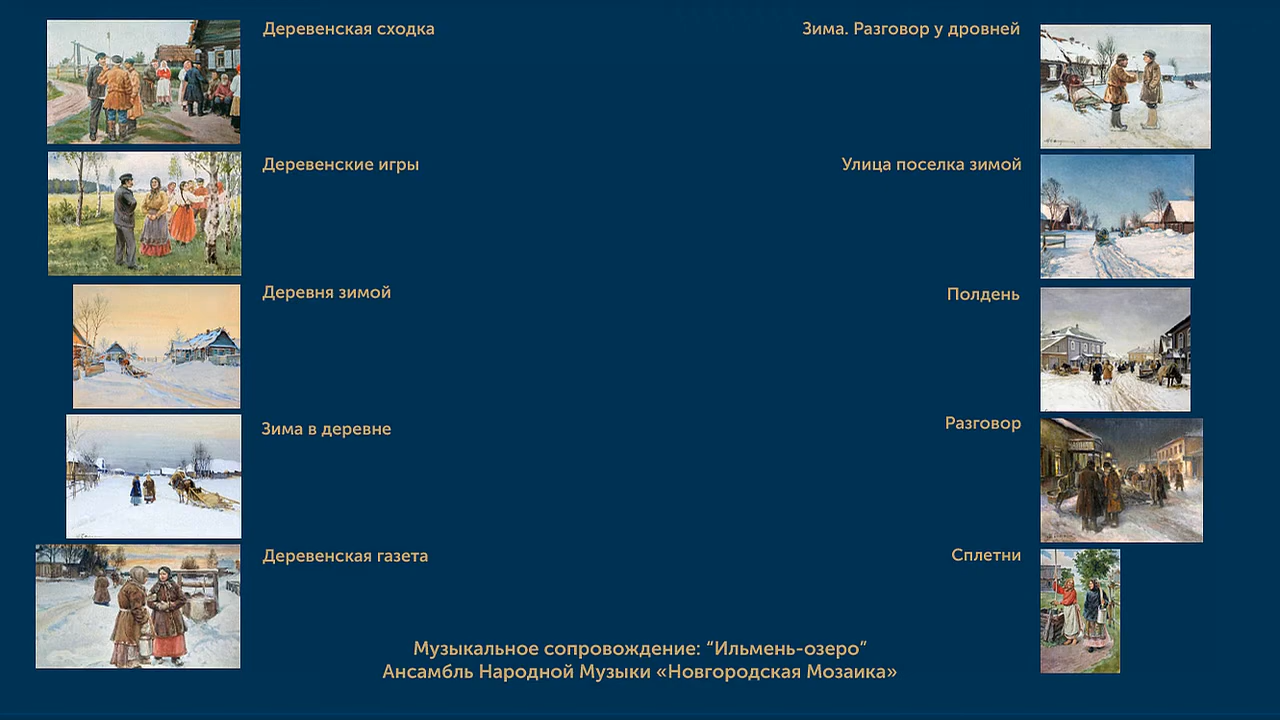 Деревенская сходка
Деревенские игры
Деревня зимой
Зима в деревне
Деревенская газета
Зима. Разговор у дровней
Улица поселка зимой
Полдень
Разговор
Сплетни
Музыкальное сопровождение: “Ильмень-озеро”
Ансамбль Народной Музыки «Новгородская Мозаика»